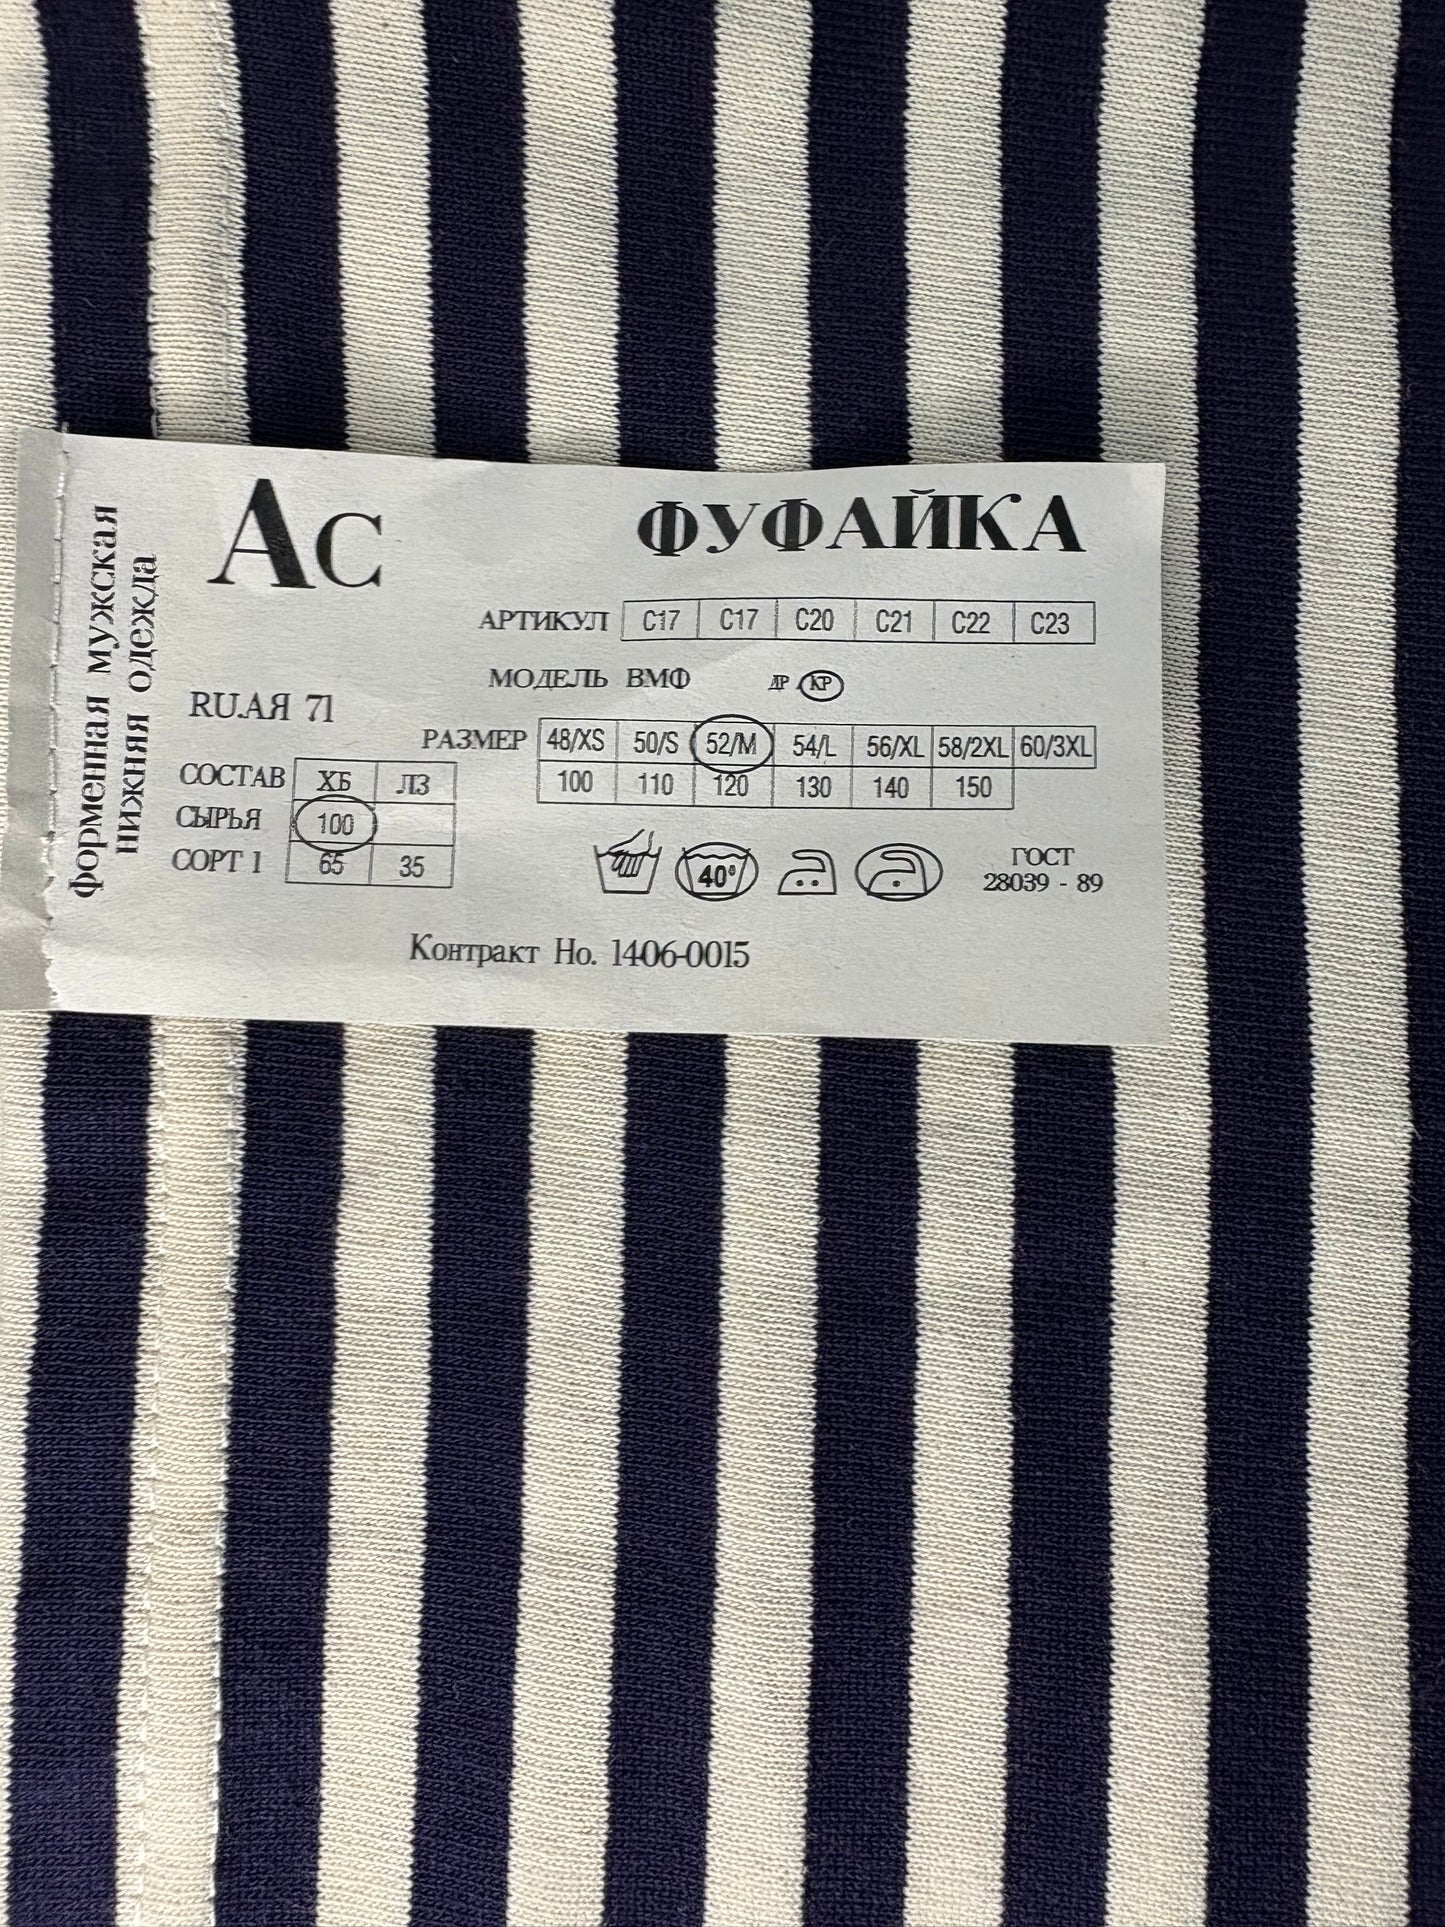 форменная мужская
нижняя одежда
Ас
ФУФАЙКА
АРТИКУЛ С17 С17 С20 С21 С22 С23
МОДЕЛЬ ВМФ ДР КР
RU.АЯ 71
РАЗМЕР 48/XS 50/S 52/M 54/L 56/XL 58/2XL 60/3XL
100 110 120 130 140 150
СОСТАВ ХБ ЛЗ
СЫРЬЯ 100
СОРТ 1 65 35
40°
ГОСТ
28039 - 89
Контракт Но. 1406-0015